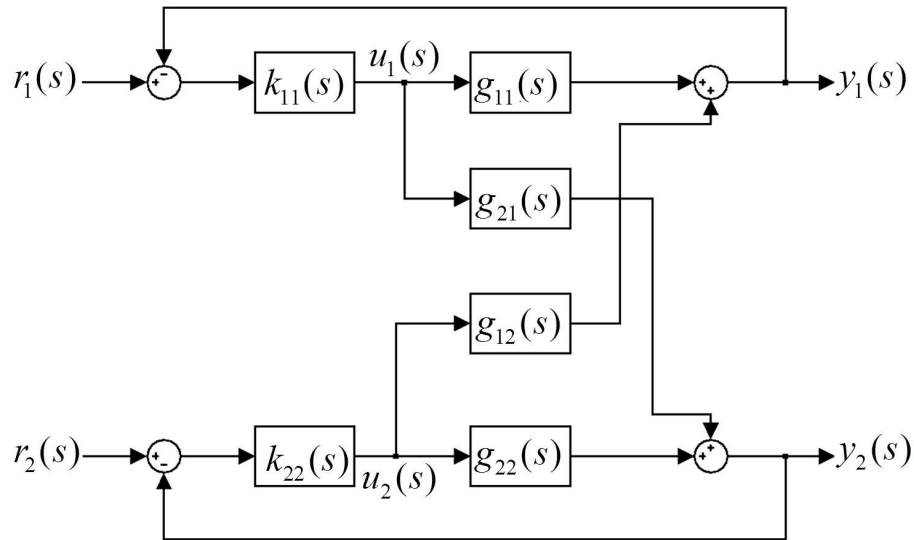 r₁(s)
k₁₁(s)
u₁(s)
g₁₁(s)
y₁(s)
g₂₁(s)
g₁₂(s)
r₂(s)
k₂₂(s)
u₂(s)
g₂₂(s)
y₂(s)